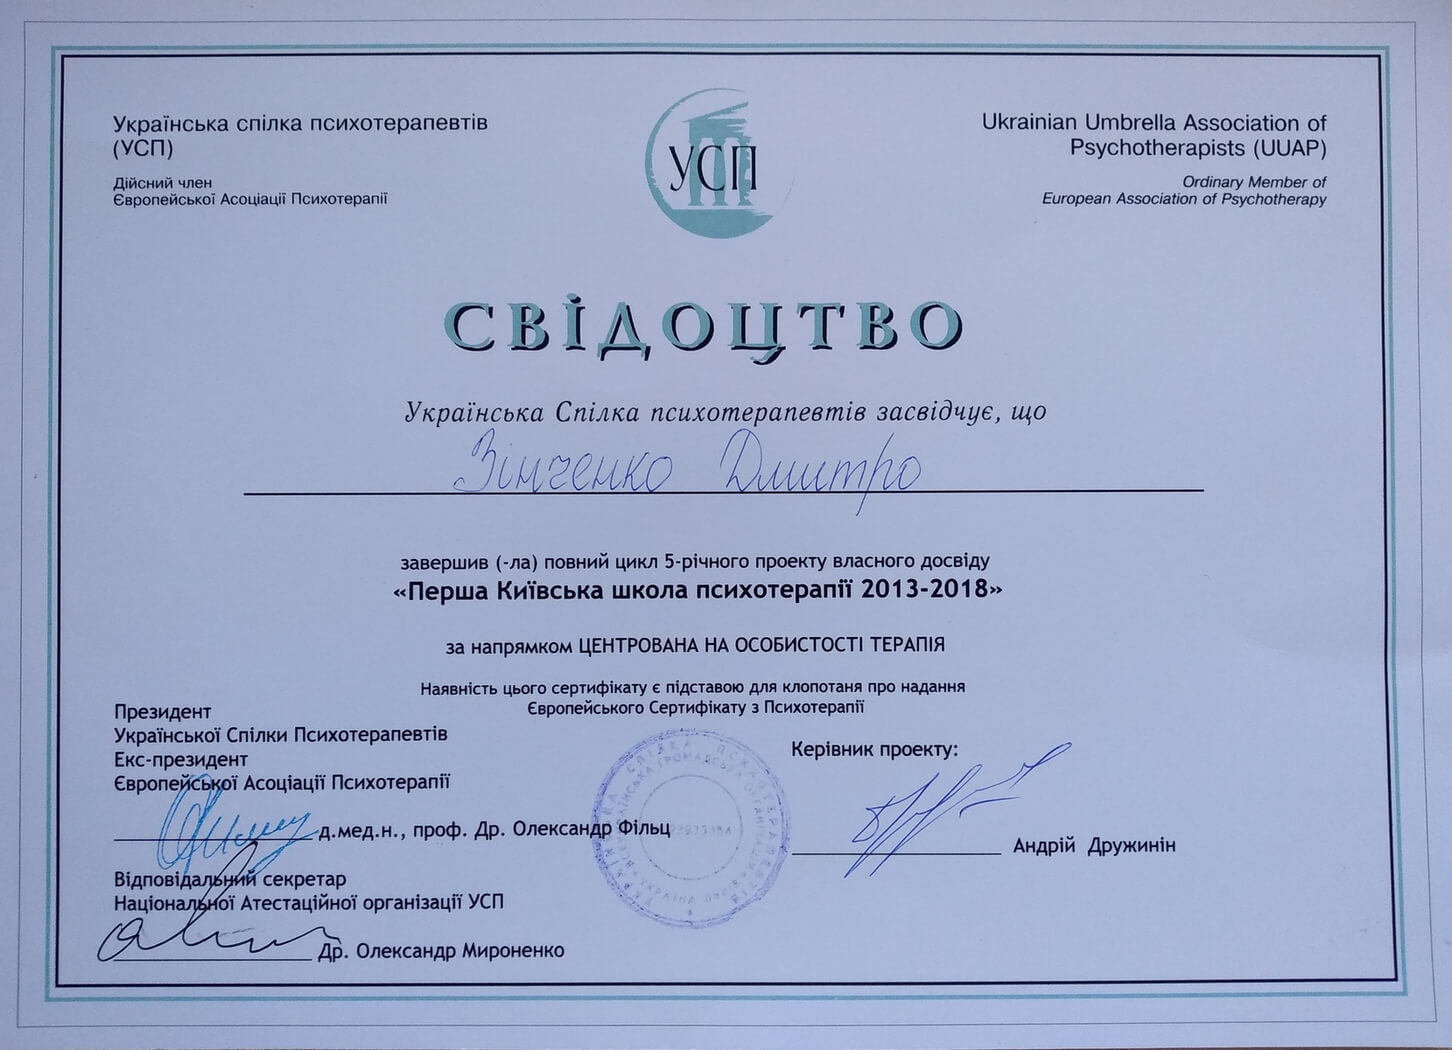 Українська спілка психотерапевтів
(УСП)
Дійсний член
Європейської Асоціації Психотерапії
УСП
Ukrainian Umbrella Association of
Psychotherapists (UUAP)
Ordinary Member of
European Association of Psychotherapy
СВІДОЦТВО
Українська Спілка психотерапевтів засвідчує, що
Зінченко Дмитро
завершив (-ла) повний цикл 5-річного проекту власного досвіду
«Перша Київська школа психотерапії 2013-2018»
за напрямком ЦЕНТРОВАНА НА ОСОБИСТОСТІ ТЕРАПІЯ
Наявність цього сертифікату є підставою для клопотаня про надання
Європейського Сертифікату з Психотерапії
Президент
Української Спілки Психотерапевтів
Екс-президент
Європейської Асоціації Психотерапії
д.мед.н., проф. Др. Олександр Фільц
Відповідальний секретар
Національної Атестаційної організації УСП
Др. Олександр Мироненко
Керівник проекту:
Андрій Дружинін
УКРАЇНСЬКА СПІЛКА ПСИХОТЕРАПЕВТІВ
УКРАЇНА